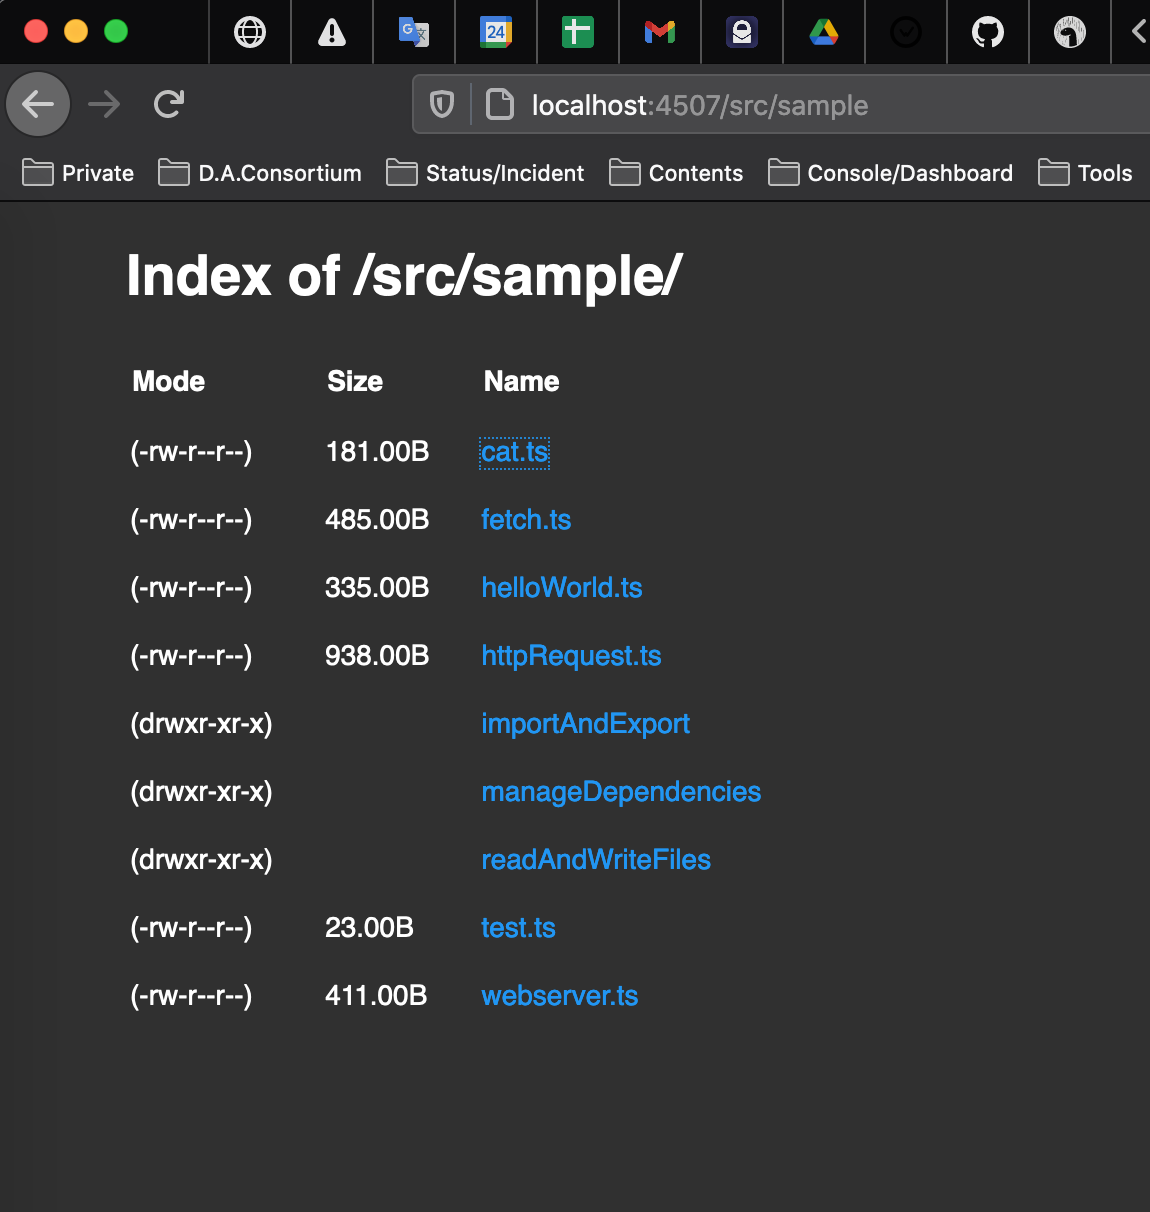 24
G
文
localhost:4507/src/sample
Private D.A.Consortium Status/Incident Contents Console/Dashboard Tools
Index of /src/sample/
Mode Size Name
(-rw-r--r--) 181.00B cat.ts
(-rw-r--r--) 485.00B fetch.ts
(-rw-r--r--) 335.00B helloWorld.ts
(-rw-r--r--) 938.00B httpRequest.ts
(drwxr-xr-x) importAndExport
(drwxr-xr-x) manageDependencies
(drwxr-xr-x) readAndWriteFiles
(-rw-r--r--) 23.00B test.ts
(-rw-r--r--) 411.00B webserver.ts